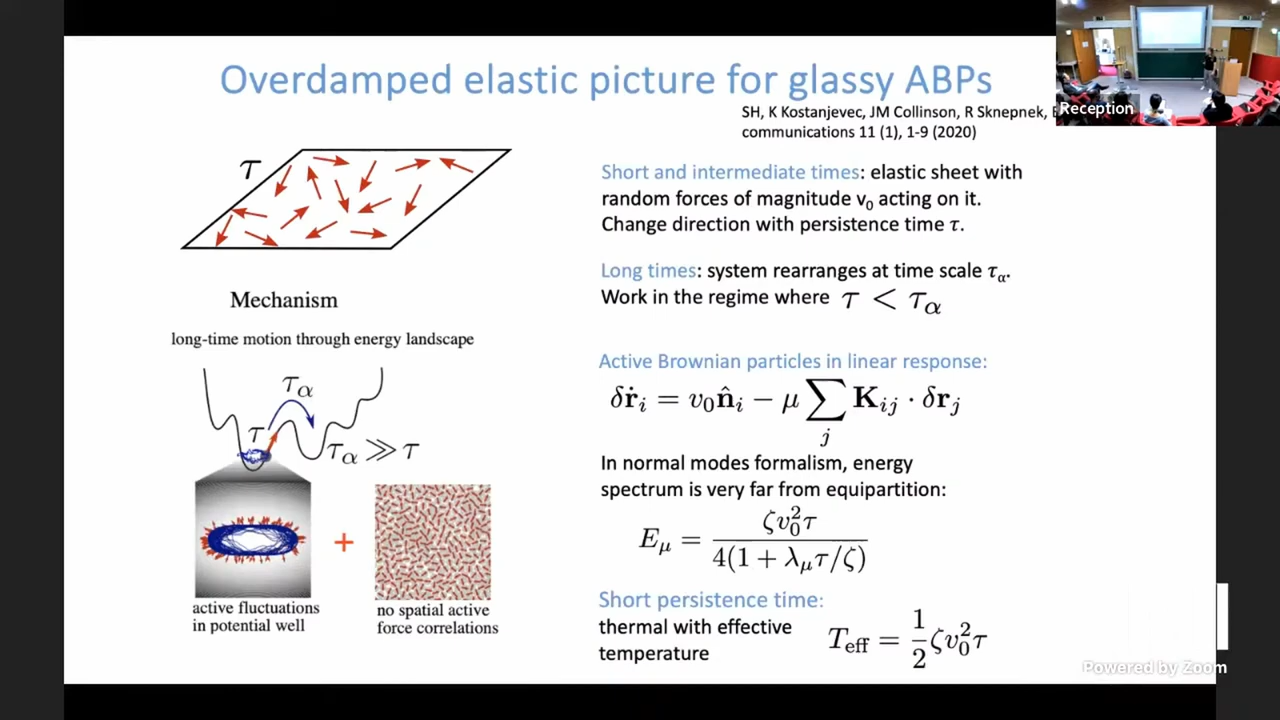 Overdamped elastic picture for glassy ABPs
SH, K Kostanjevec, JM Collinson, R Sknepnek,
communications 11 (1), 1-9 (2020)
Reception
τ
Short and intermediate times: elastic sheet with
random forces of magnitude v₀ acting on it.
Change direction with persistence time τ.
Long times: system rearranges at time scale τ_α.
Work in the regime where τ < τ_α
Mechanism
long-time motion through energy landscape
τ_α
τ
τ_α ≫ τ
active fluctuations
in potential well
+
no spatial active
force correlations
Active Brownian particles in linear response:
δṙ_i = v₀n̂_i − μ ∑_j K_ij · δr_j
In normal modes formalism, energy
spectrum is very far from equipartition:
E_μ = ζv₀²τ / 4(1 + λ_μτ/ζ)
Short persistence time:
thermal with effective
temperature
T_eff = 1/2 ζv₀²τ
Powered by Zoom